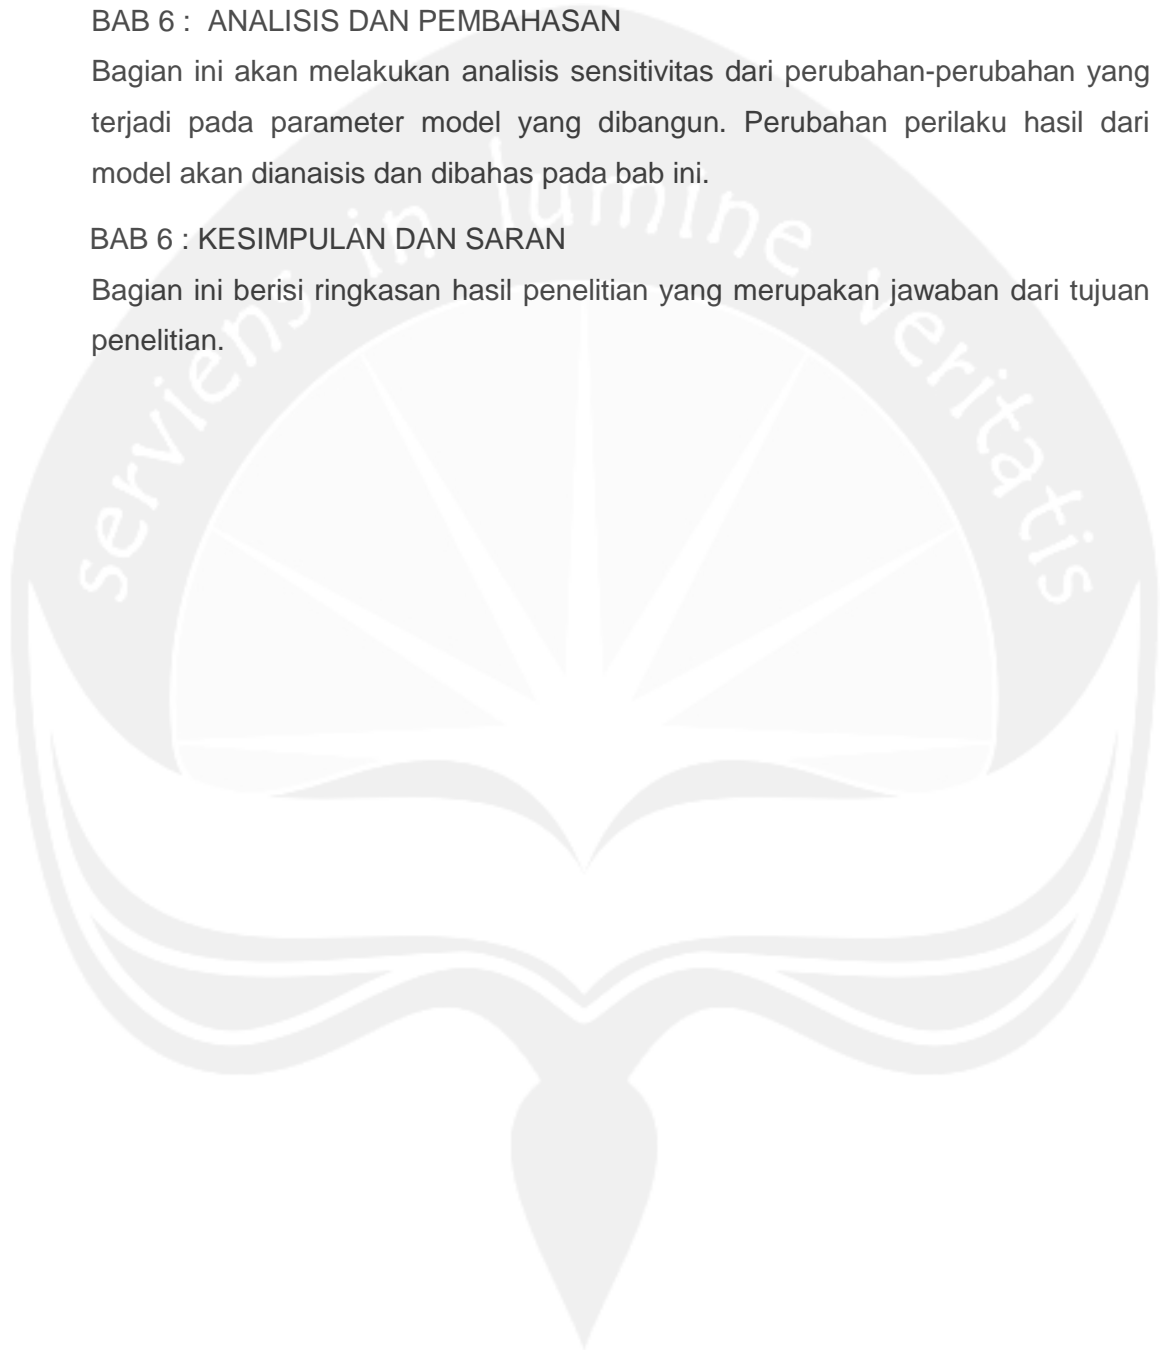 BAB 6 : ANALISIS DAN PEMBAHASAN
Bagian ini akan melakukan analisis sensitivitas dari perubahan-perubahan yang
terjadi pada parameter model yang dibangun. Perubahan perilaku hasil dari
model akan dianaisis dan dibahas pada bab ini.
BAB 6 : KESIMPULAN DAN SARAN
Bagian ini berisi ringkasan hasil penelitian yang merupakan jawaban dari tujuan
penelitian.
serviens in lumine veritatis